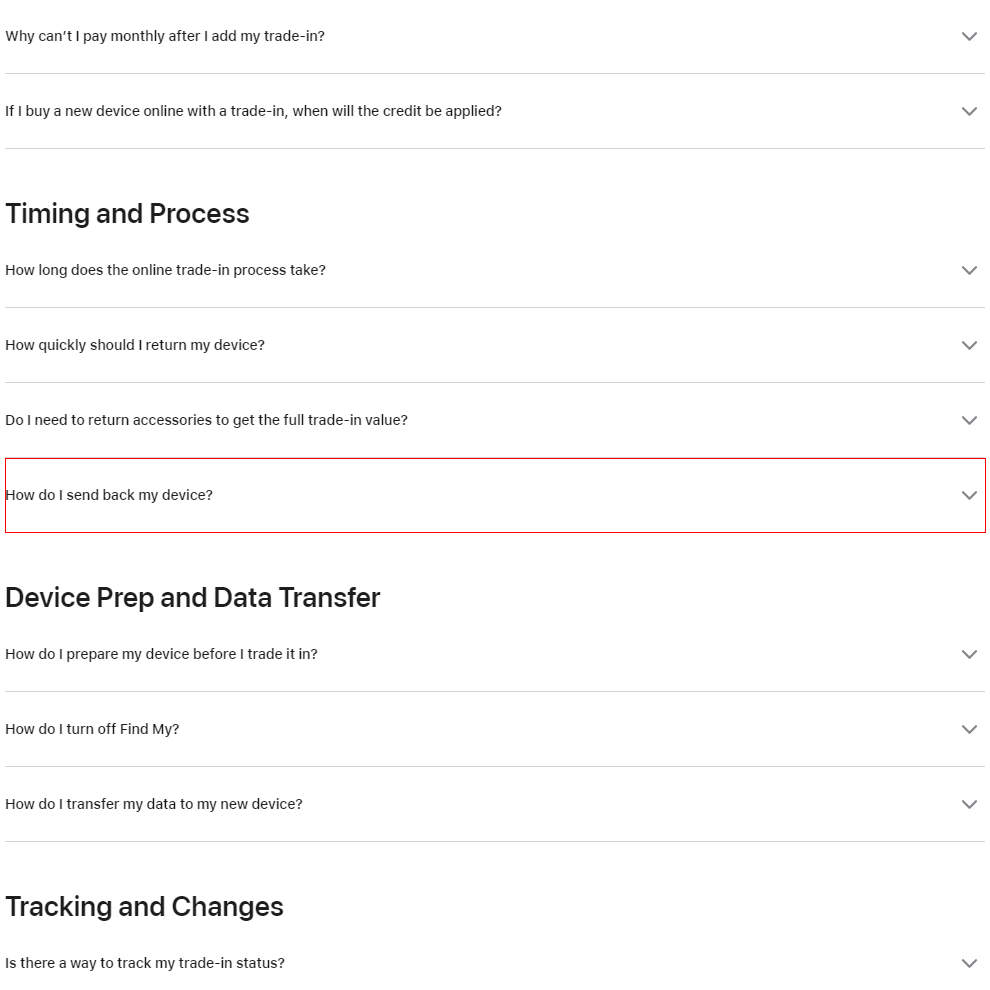 Why can’t I pay monthly after I add my trade-in?
If I buy a new device online with a trade-in, when will the credit be applied?
Timing and Process
How long does the online trade-in process take?
How quickly should I return my device?
Do I need to return accessories to get the full trade-in value?
How do I send back my device?
Device Prep and Data Transfer
How do I prepare my device before I trade it in?
How do I turn off Find My?
How do I transfer my data to my new device?
Tracking and Changes
Is there a way to track my trade-in status?